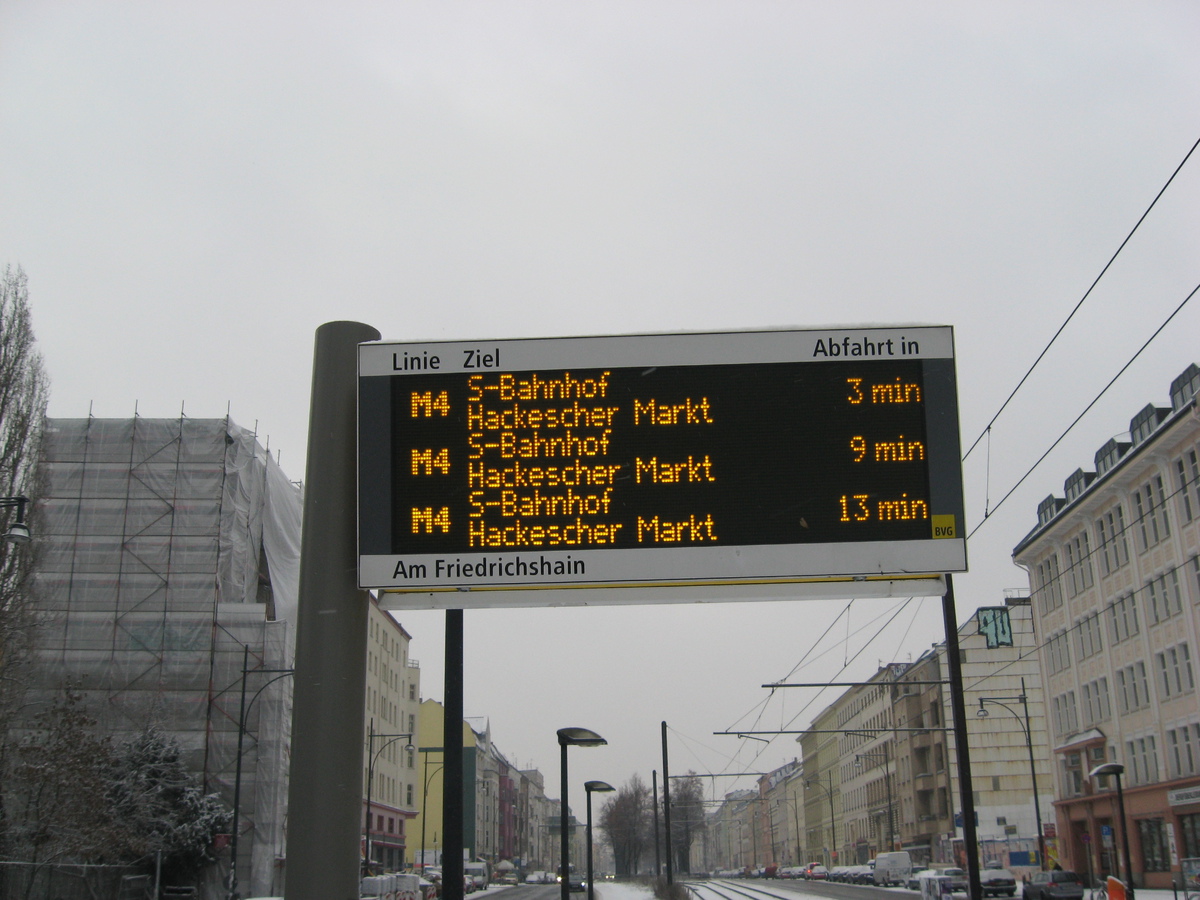 Linie Ziel Abfahrt in
M4 S-Bahnhof Hackescher Markt 3 min
M4 S-Bahnhof Hackescher Markt 9 min
M4 S-Bahnhof Hackescher Markt 13 min
BVG
Am Friedrichshain